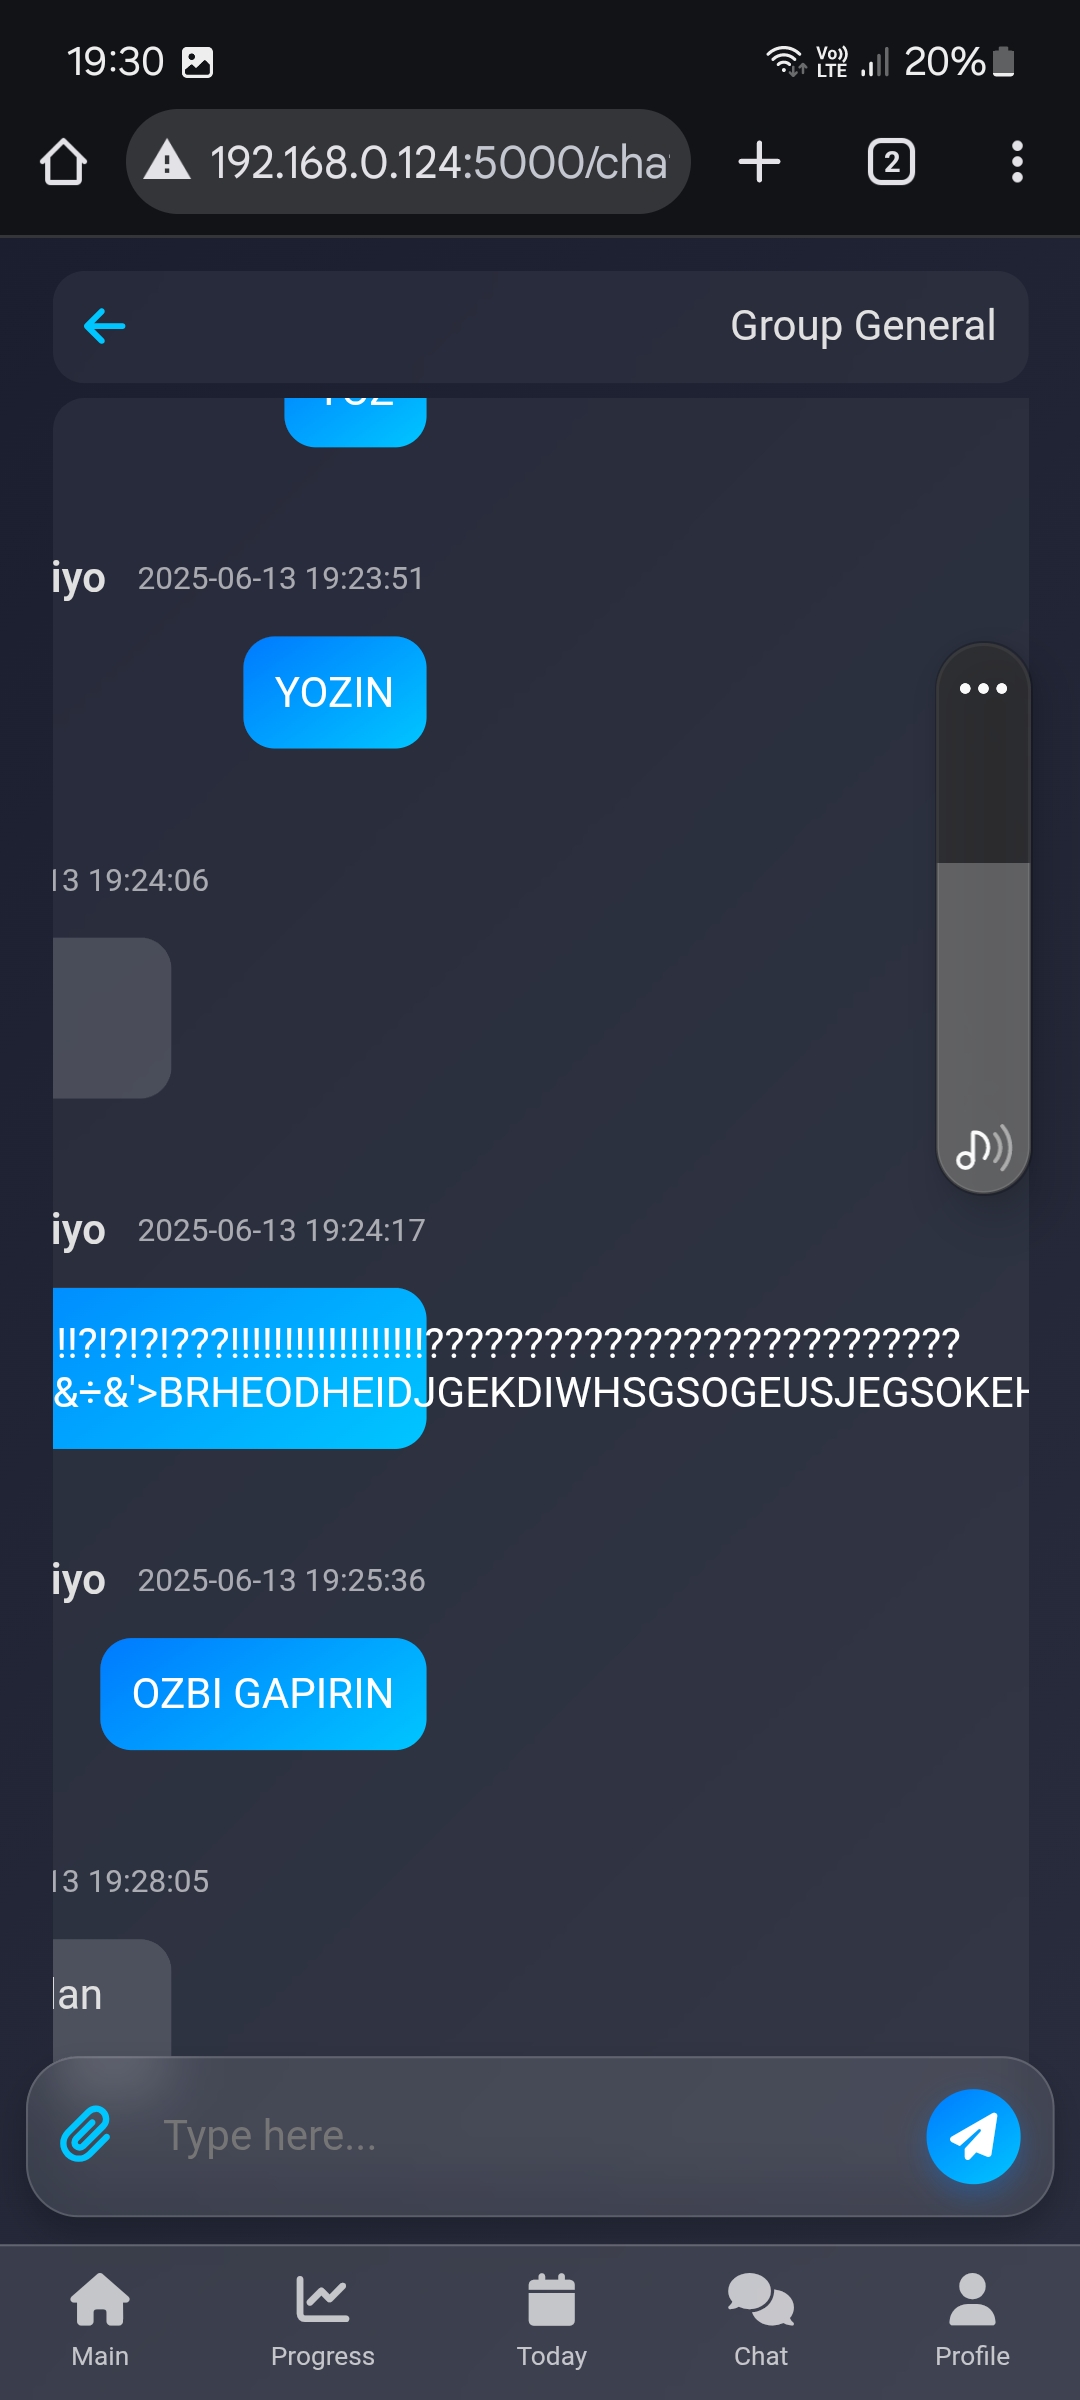 19:30
Vo)) LTE
20%
192.168.0.124:5000/cha
2
Group General
iyo 2025-06-13 19:23:51
YOZIN
13 19:24:06
iyo 2025-06-13 19:24:17
!!?!?!?!???!!!!!!!!!!!!!!!!!!???????????????????????????
&÷&'>BRHEODHEIDJGEKDIWHSGSOGEUSJEGSOKEH
iyo 2025-06-13 19:25:36
OZBI GAPIRIN
13 19:28:05
lan
Type here...
Main
Progress
Today
Chat
Profile